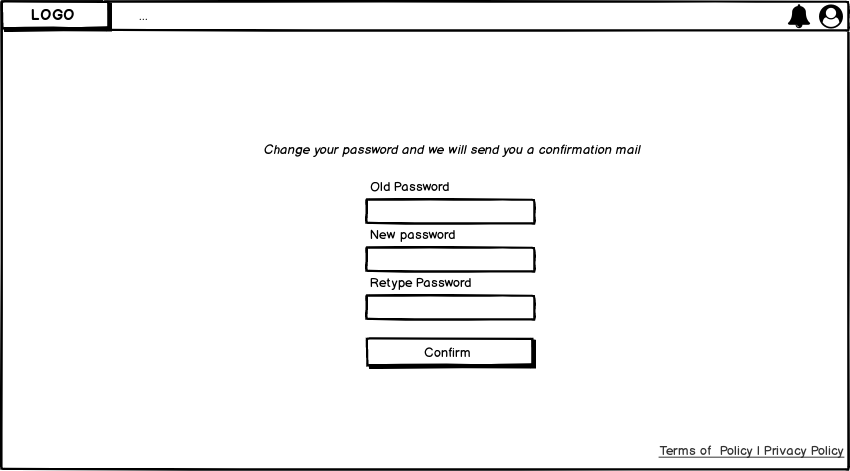 LOGO ...
Change your password and we will send you a confirmation mail
Old Password
New password
Retype Password
Confirm
Terms of Policy | Privacy Policy